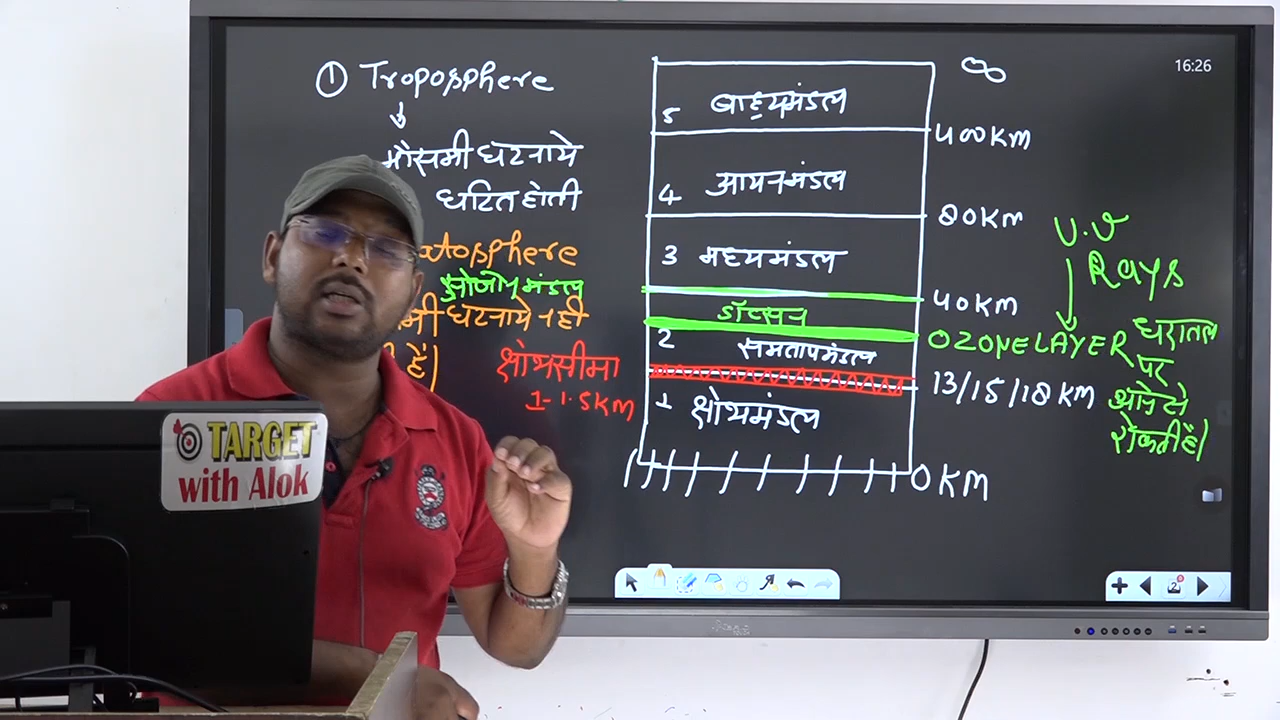 ① Troposphere
मौसमी घटनाये
घटित होती
atosphere
ओजोन मंडल
मी घटनाये नही
हैं।
क्षोभसीमा
1-1.5KM
16:26
∞
5 बाह्यमंडल
400KM
4 आयनमंडल
80KM
3 मध्यमंडल
40KM
डॉब्सन
OZONE LAYER
2 समतापमंडल
13/15/18 KM
1 क्षोभमंडल
0 KM
U.V
Rays
धरातल
पर
आने से
रोकती है।
TARGET
with Alok
2